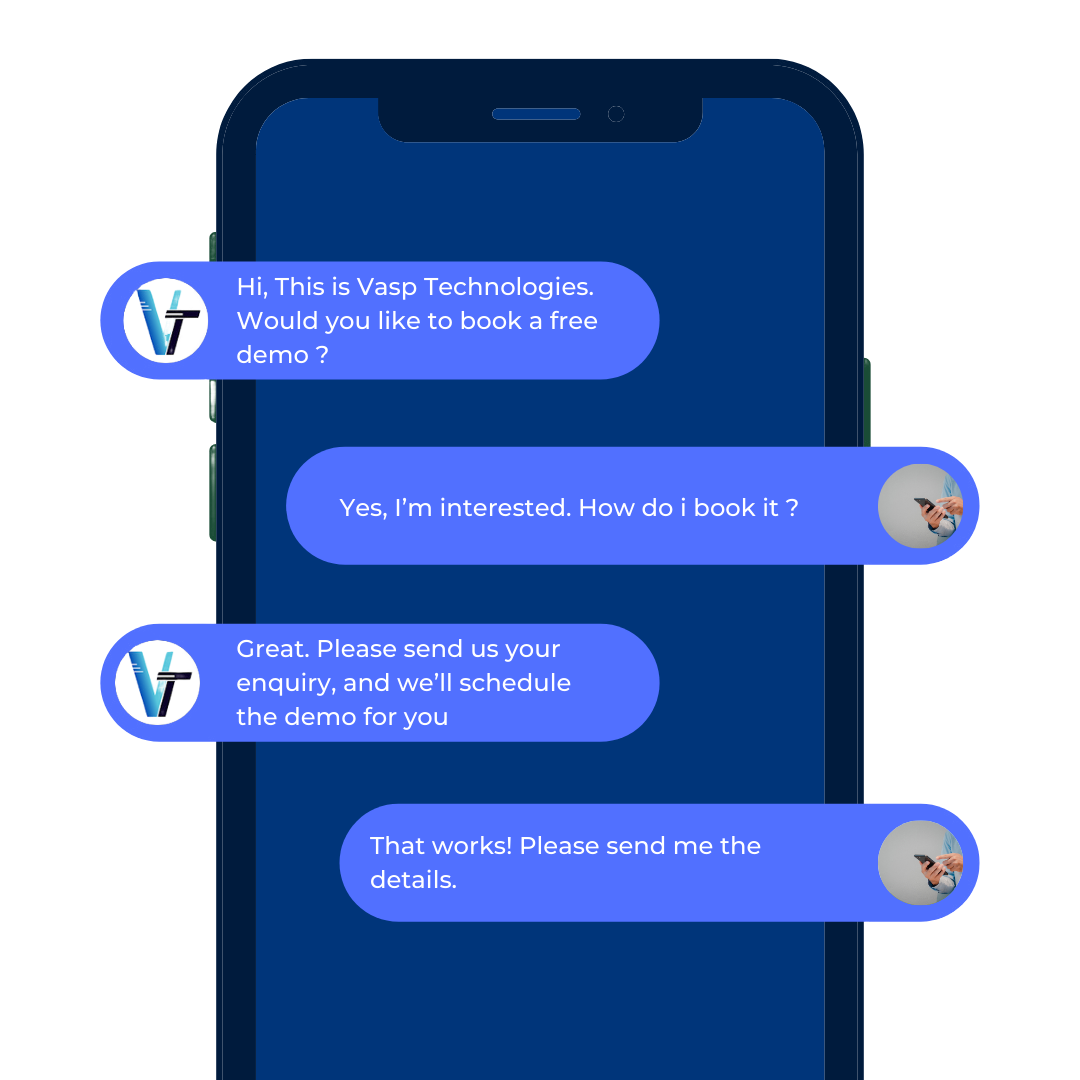 Hi, This is Vasp Technologies.
Would you like to book a free
demo ?
Yes, I’m interested. How do i book it ?
Great. Please send us your
enquiry, and we’ll schedule
the demo for you
That works! Please send me the
details.
VT
VT